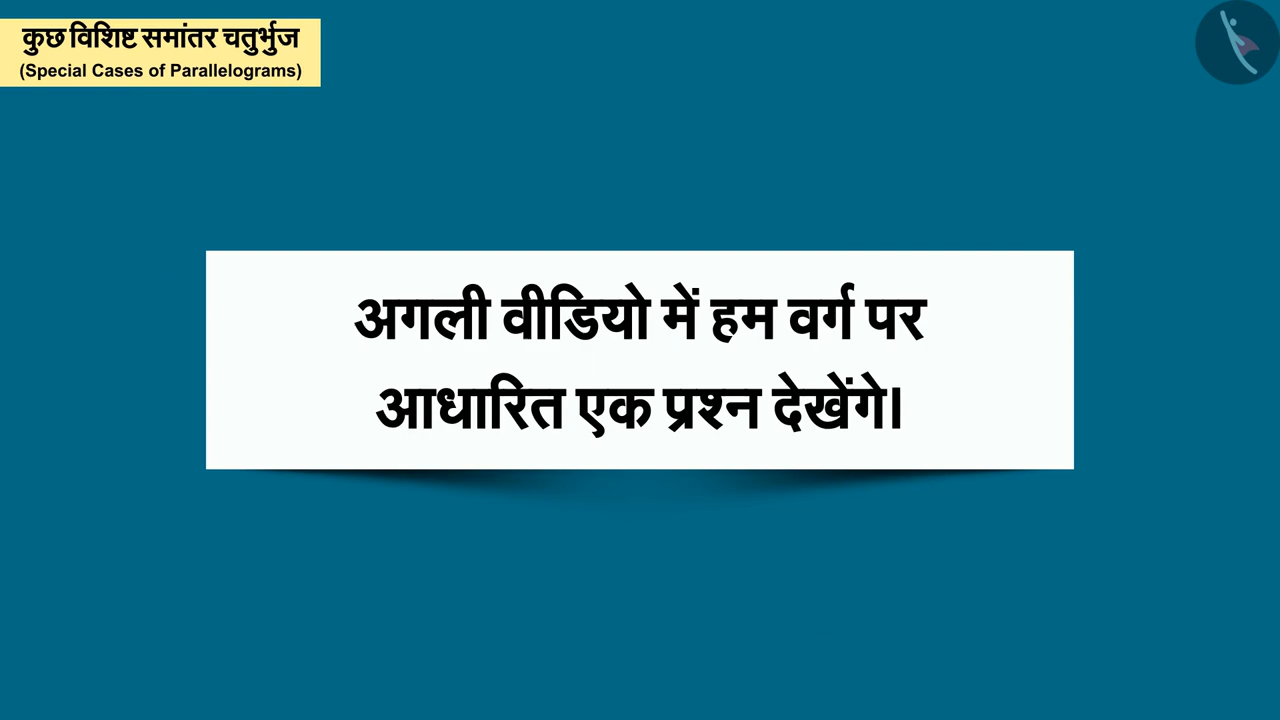 कुछ विशिष्ट समांतर चतुर्भुज
(Special Cases of Parallelograms)
अगली वीडियो में हम वर्ग पर
आधारित एक प्रश्न देखेंगे।